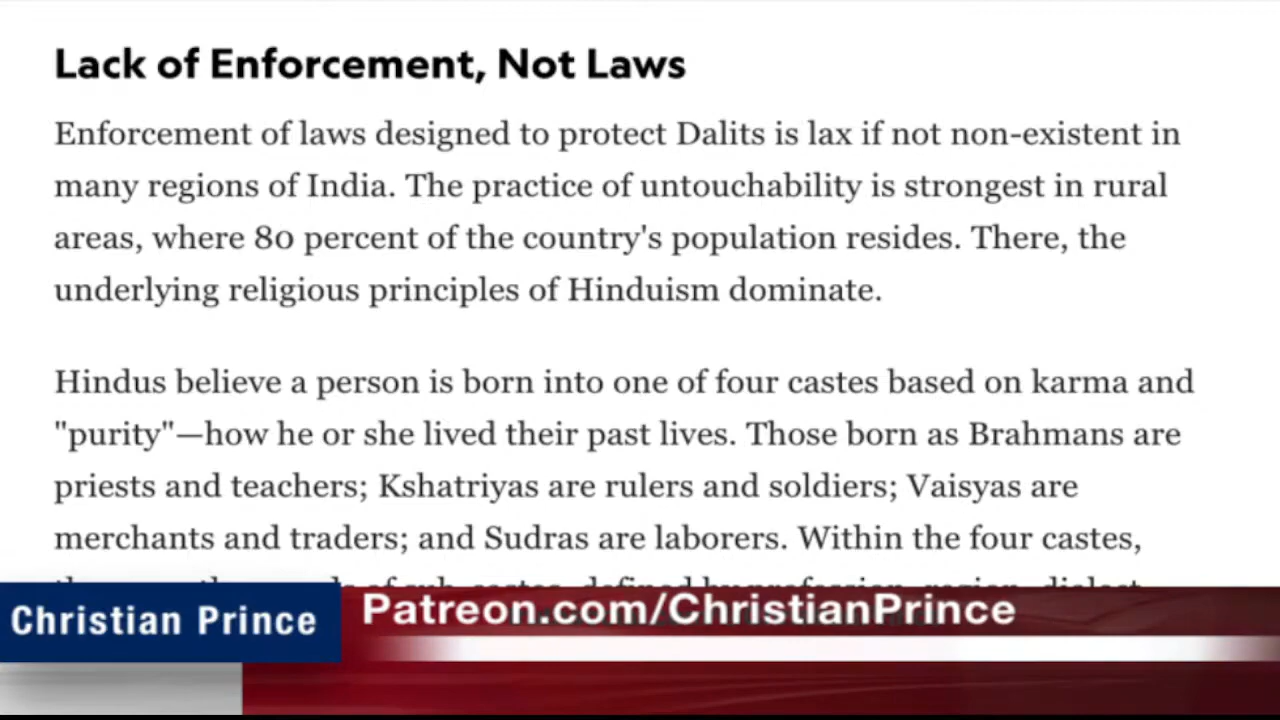 Lack of Enforcement, Not Laws
Enforcement of laws designed to protect Dalits is lax if not non-existent in
many regions of India. The practice of untouchability is strongest in rural
areas, where 80 percent of the country's population resides. There, the
underlying religious principles of Hinduism dominate.
Hindus believe a person is born into one of four castes based on karma and
"purity"—how he or she lived their past lives. Those born as Brahmans are
priests and teachers; Kshatriyas are rulers and soldiers; Vaisyas are
merchants and traders; and Sudras are laborers. Within the four castes,
Christian Prince
Patreon.com/ChristianPrince